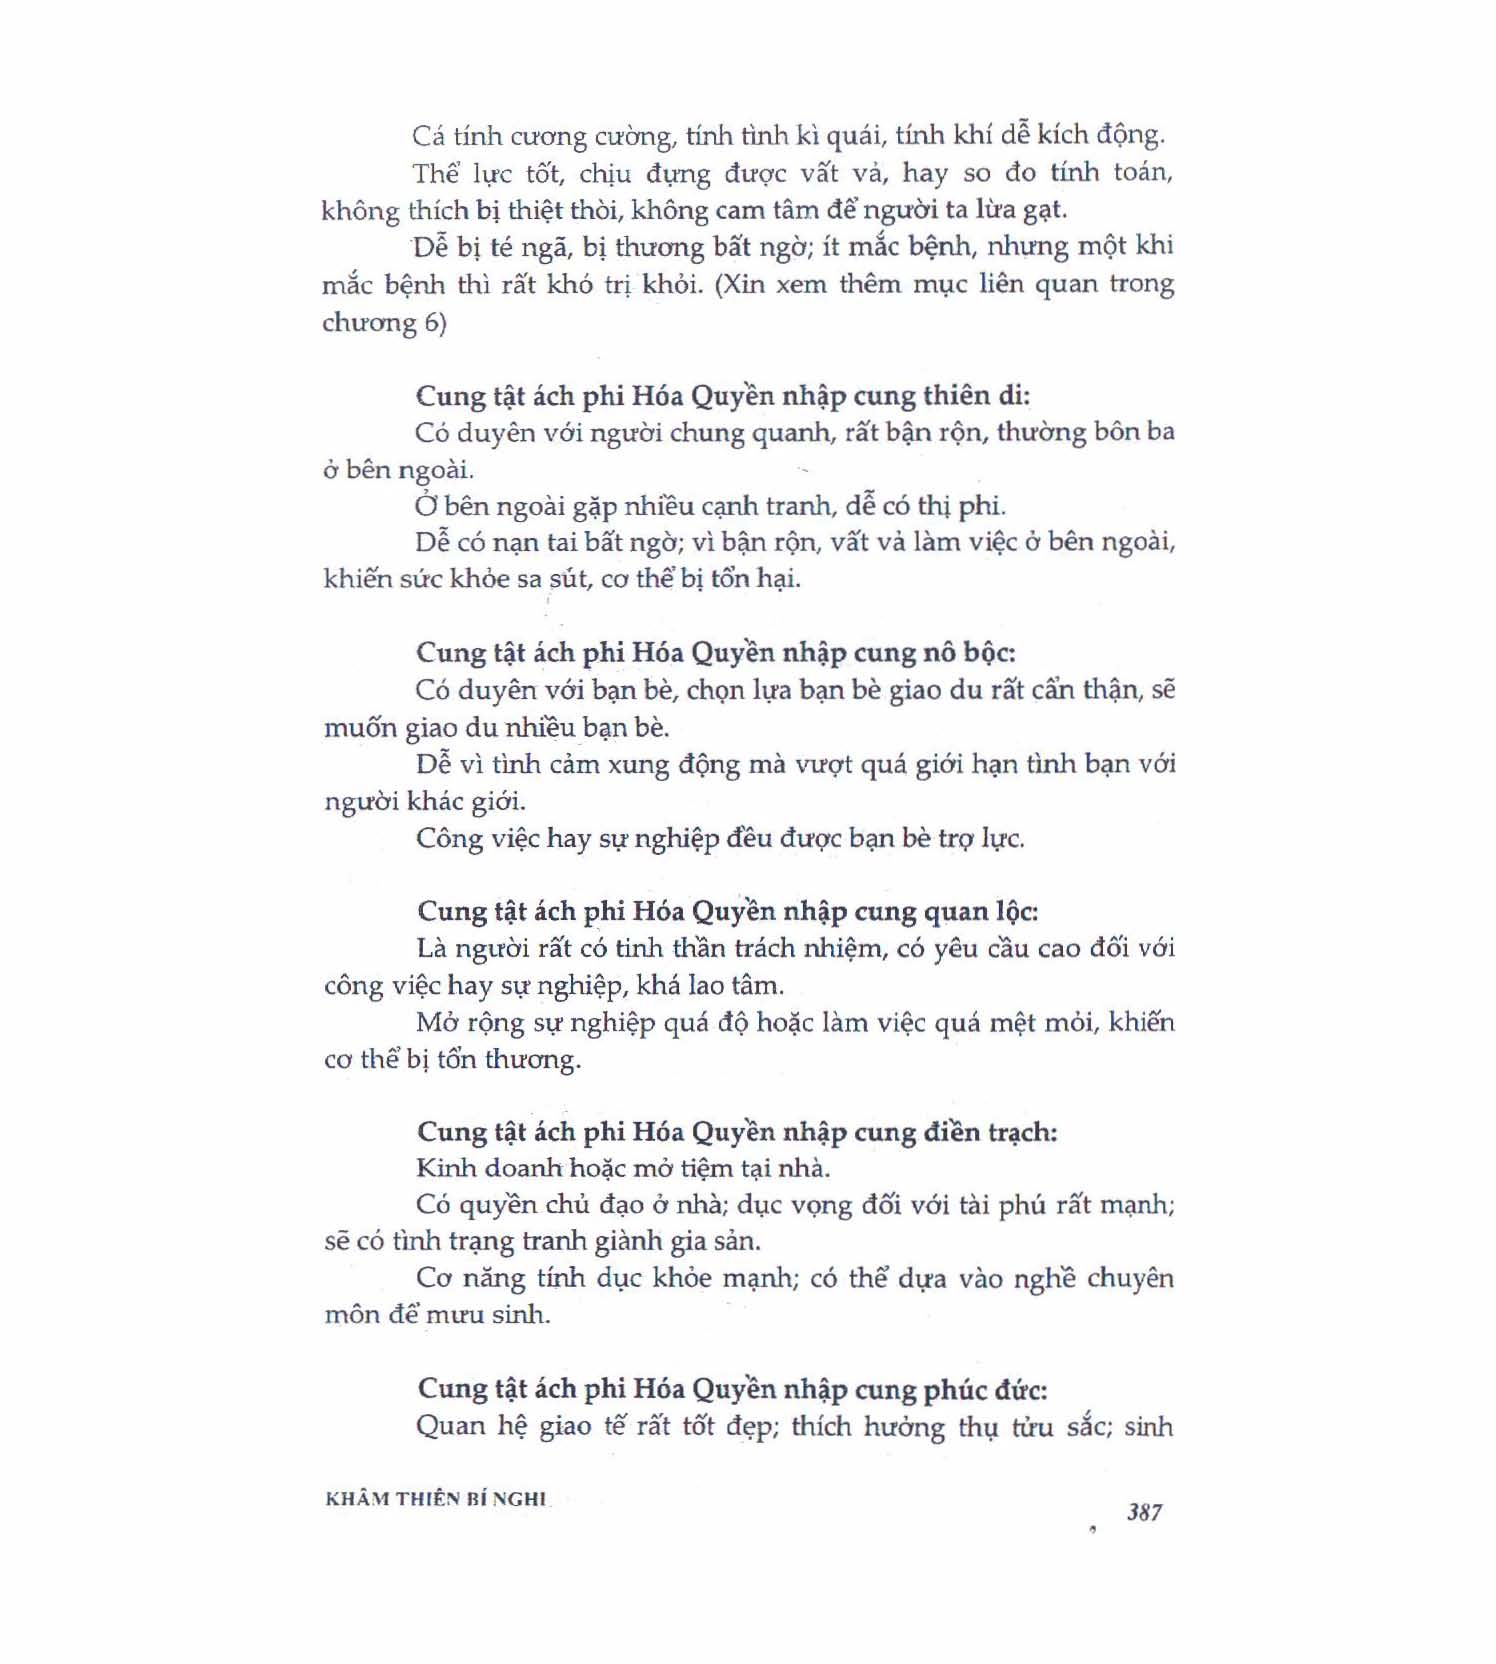 Cá tính cương cường, tính tình kì quái, tính khí dễ kích động.
Thể lực tốt, chịu đựng được vất vả, hay so đo tính toán,
không thích bị thiệt thòi, không cam tâm để người ta lừa gạt.
Dễ bị té ngã, bị thương bất ngờ; ít mắc bệnh, nhưng một khi
mắc bệnh thì rất khó trị khỏi. (Xin xem thêm mục liên quan trong
chương 6)
Cung tật ách phi Hóa Quyền nhập cung thiên di:
Có duyên với người chung quanh, rất bận rộn, thường bôn ba
ở bên ngoài.
Ở bên ngoài gặp nhiều cạnh tranh, dễ có thị phi.
Dễ có nạn tai bất ngờ; vì bận rộn, vất vả làm việc ở bên ngoài,
khiến sức khỏe sa sút, cơ thể bị tổn hại.
Cung tật ách phi Hóa Quyền nhập cung nô bộc:
Có duyên với bạn bè, chọn lựa bạn bè giao du rất cẩn thận, sẽ
muốn giao du nhiều bạn bè.
Dễ vì tình cảm xung động mà vượt quá giới hạn tình bạn với
người khác giới.
Công việc hay sự nghiệp đều được bạn bè trợ lực.
Cung tật ách phi Hóa Quyền nhập cung quan lộc:
Là người rất có tinh thần trách nhiệm, có yêu cầu cao đối với
công việc hay sự nghiệp, khá lao tâm.
Mở rộng sự nghiệp quá độ hoặc làm việc quá mệt mỏi, khiến
cơ thể bị tổn thương.
Cung tật ách phi Hóa Quyền nhập cung điền trạch:
Kinh doanh hoặc mở tiệm tại nhà.
Có quyền chủ đạo ở nhà; dục vọng đối với tài phú rất mạnh;
sẽ có tình trạng tranh giành gia sản.
Cơ năng tính dục khỏe mạnh; có thể dựa vào nghề chuyên
môn để mưu sinh.
Cung tật ách phi Hóa Quyền nhập cung phúc đức:
Quan hệ giao tế rất tốt đẹp; thích hưởng thụ tửu sắc; sinh
KHÂM THIÊN BÍ NGHI
387